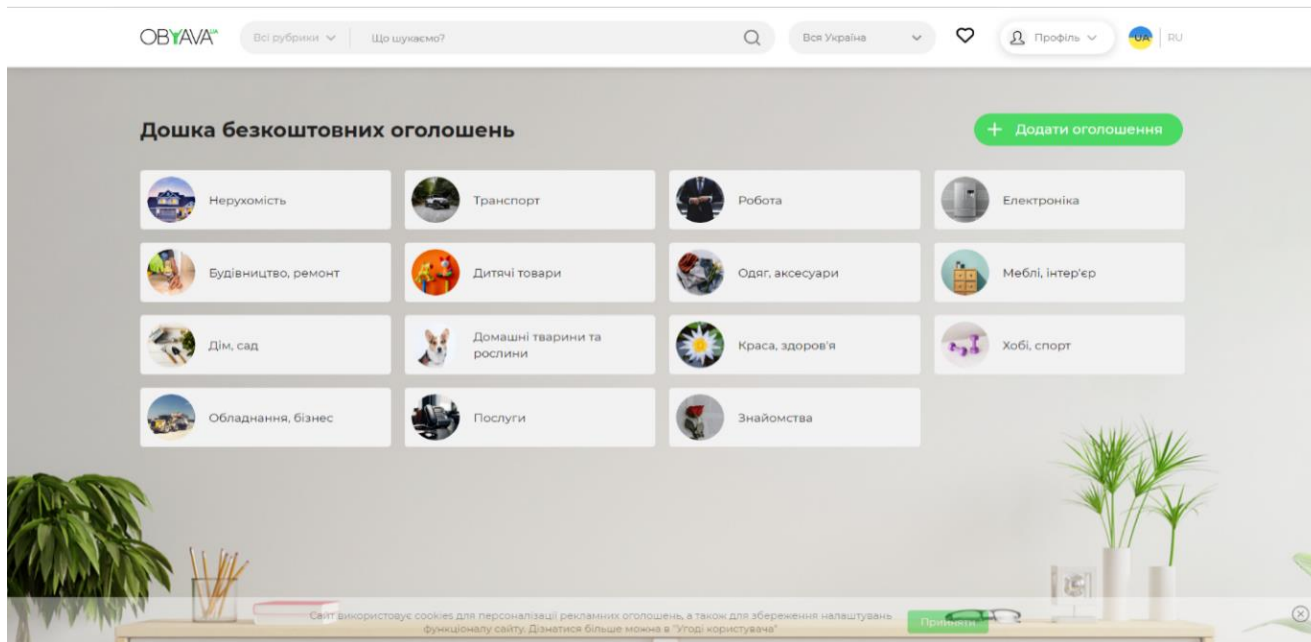 OBYAVA.UA
Всі рубрики
Що шукаємо?
Вся Україна
Профіль
UA
RU
Дошка безкоштовних оголошень
+ Додати оголошення
Нерухомість
Транспорт
Робота
Електроніка
Будівництво, ремонт
Дитячі товари
Одяг, аксесуари
Меблі, інтер'єр
Дім, сад
Домашні тварини та
рослини
Краса, здоров'я
Хобі, спорт
Обладнання, бізнес
Послуги
Знайомства
Сайт використовує cookies для персоналізації рекламних оголошень, а також для збереження налаштувань
функціоналу сайту. Дізнатися більше можна в "Угоді користувача"
Прийняти